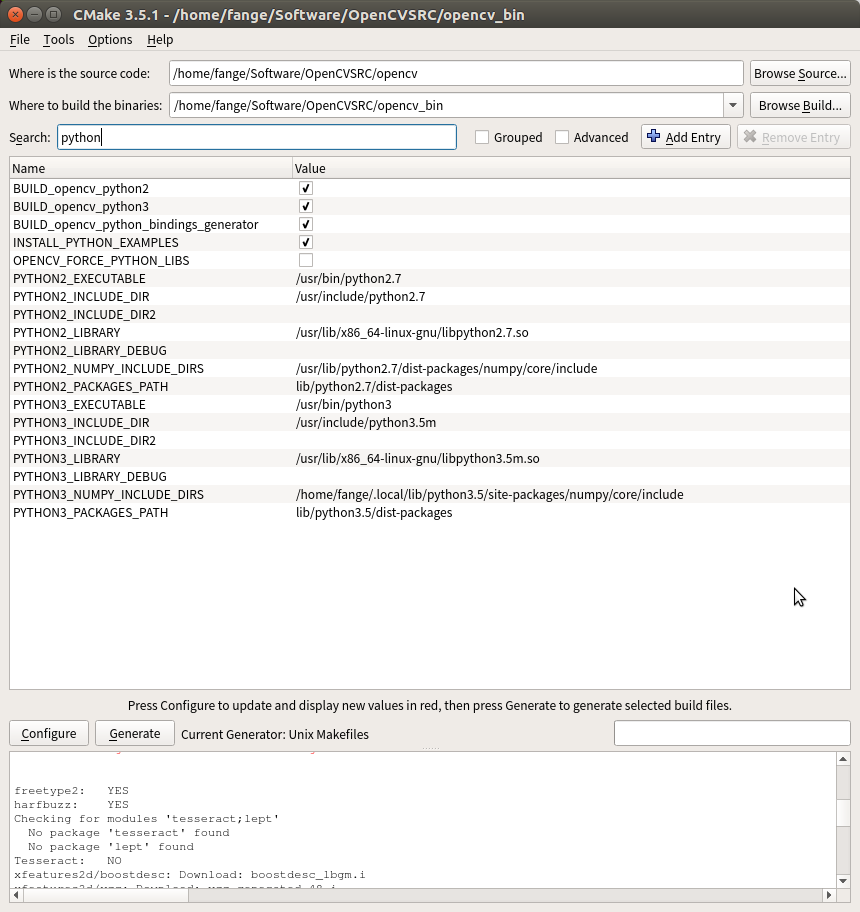 CMake 3.5.1 - /home/fange/Software/OpenCVSRC/opencv_bin
File Tools Options Help
Where is the source code: /home/fange/Software/OpenCVSRC/opencv Browse Source...
Where to build the binaries: /home/fange/Software/OpenCVSRC/opencv_bin Browse Build...
Search: python Grouped Advanced Add Entry Remove Entry
Name Value
BUILD_opencv_python2
BUILD_opencv_python3
BUILD_opencv_python_bindings_generator
INSTALL_PYTHON_EXAMPLES
OPENCV_FORCE_PYTHON_LIBS
PYTHON2_EXECUTABLE /usr/bin/python2.7
PYTHON2_INCLUDE_DIR /usr/include/python2.7
PYTHON2_INCLUDE_DIR2
PYTHON2_LIBRARY /usr/lib/x86_64-linux-gnu/libpython2.7.so
PYTHON2_LIBRARY_DEBUG
PYTHON2_NUMPY_INCLUDE_DIRS /usr/lib/python2.7/dist-packages/numpy/core/include
PYTHON2_PACKAGES_PATH lib/python2.7/dist-packages
PYTHON3_EXECUTABLE /usr/bin/python3
PYTHON3_INCLUDE_DIR /usr/include/python3.5m
PYTHON3_INCLUDE_DIR2
PYTHON3_LIBRARY /usr/lib/x86_64-linux-gnu/libpython3.5m.so
PYTHON3_LIBRARY_DEBUG
PYTHON3_NUMPY_INCLUDE_DIRS /home/fange/.local/lib/python3.5/site-packages/numpy/core/include
PYTHON3_PACKAGES_PATH lib/python3.5/dist-packages
Press Configure to update and display new values in red, then press Generate to generate selected build files.
Configure Generate Current Generator: Unix Makefiles
freetype2: YES
harfbuzz: YES
Checking for modules 'tesseract;lept'
No package 'tesseract' found
No package 'lept' found
Tesseract: NO
xfeatures2d/boostdesc: Download: boostdesc_lbgm.i
xfeatures2d/vgg: Download: vgg_generated_48.i